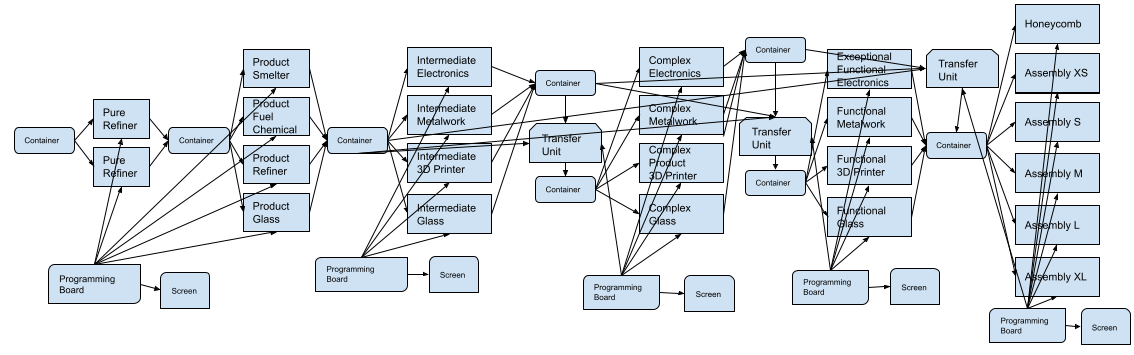 Container
Pure
Refiner
Pure
Refiner
Container
Product
Smelter
Product
Fuel
Chemical
Product
Refiner
Product
Glass
Programming
Board
Screen
Container
Intermediate
Electronics
Intermediate
Metalwork
Intermediate
3D Printer
Intermediate
Glass
Programming
Board
Screen
Container
Transfer
Unit
Container
Complex
Electronics
Complex
Metalwork
Complex
Product
3D Printer
Complex
Glass
Programming
Board
Screen
Container
Transfer
Unit
Container
Exceptional
Functional
Electronics
Functional
Metalwork
Functional
3D Printer
Functional
Glass
Programming
Board
Screen
Transfer
Unit
Container
Honeycomb
Assembly XS
Assembly S
Assembly M
Assembly L
Assembly XL
Programming
Board
Screen